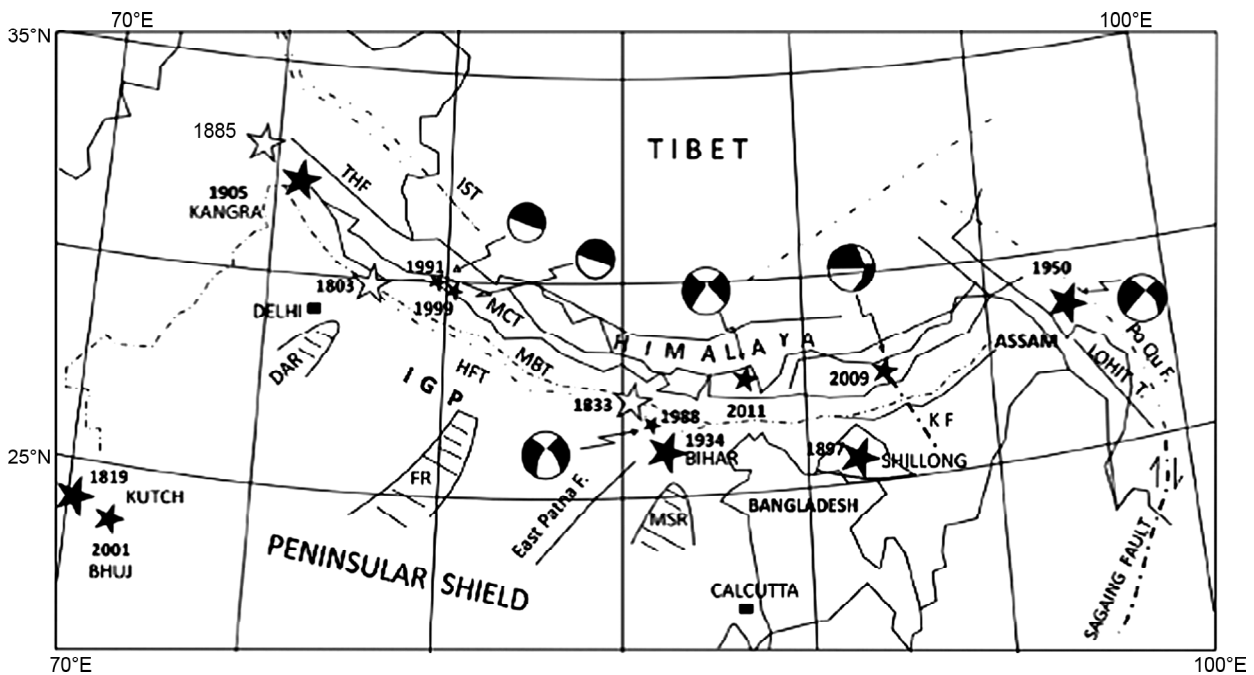 70°E
100°E
35°N
1885
TIBET
THF
IST
1905
KANGRA
1991
1950
1803
1999
DELHI
MCT
HIMALAYA
ASSAM
Po Qu F.
LOHIT T.
DAR
IGP
HFT
MBT
2009
1833
1988
2011
KF
1934
BIHAR
1897
SHILLONG
25°N
1819
KUTCH
FR
East Patna F.
MSR
BANGLADESH
2001
BHUJ
PENINSULAR SHIELD
CALCUTTA
SAGAING FAULT
70°E
100°E